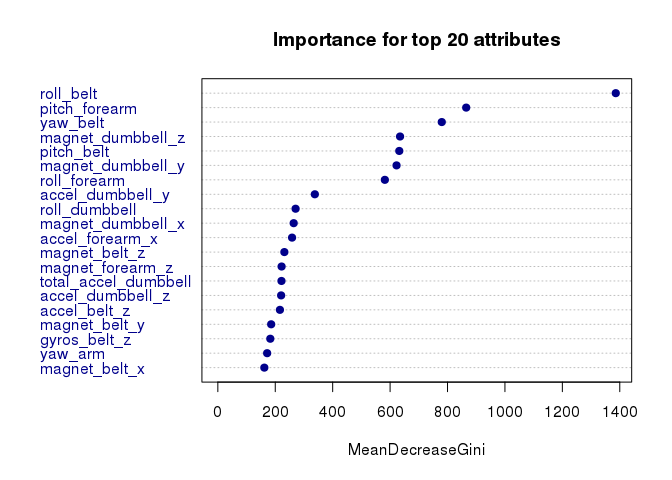 Importance for top 20 attributes
roll_belt
pitch_forearm
yaw_belt
magnet_dumbbell_z
pitch_belt
magnet_dumbbell_y
roll_forearm
accel_dumbbell_y
roll_dumbbell
magnet_dumbbell_x
accel_forearm_x
magnet_belt_z
magnet_forearm_z
total_accel_dumbbell
accel_dumbbell_z
accel_belt_z
magnet_belt_y
gyros_belt_z
yaw_arm
magnet_belt_x
0 200 400 600 800 1000 1200 1400
MeanDecreaseGini